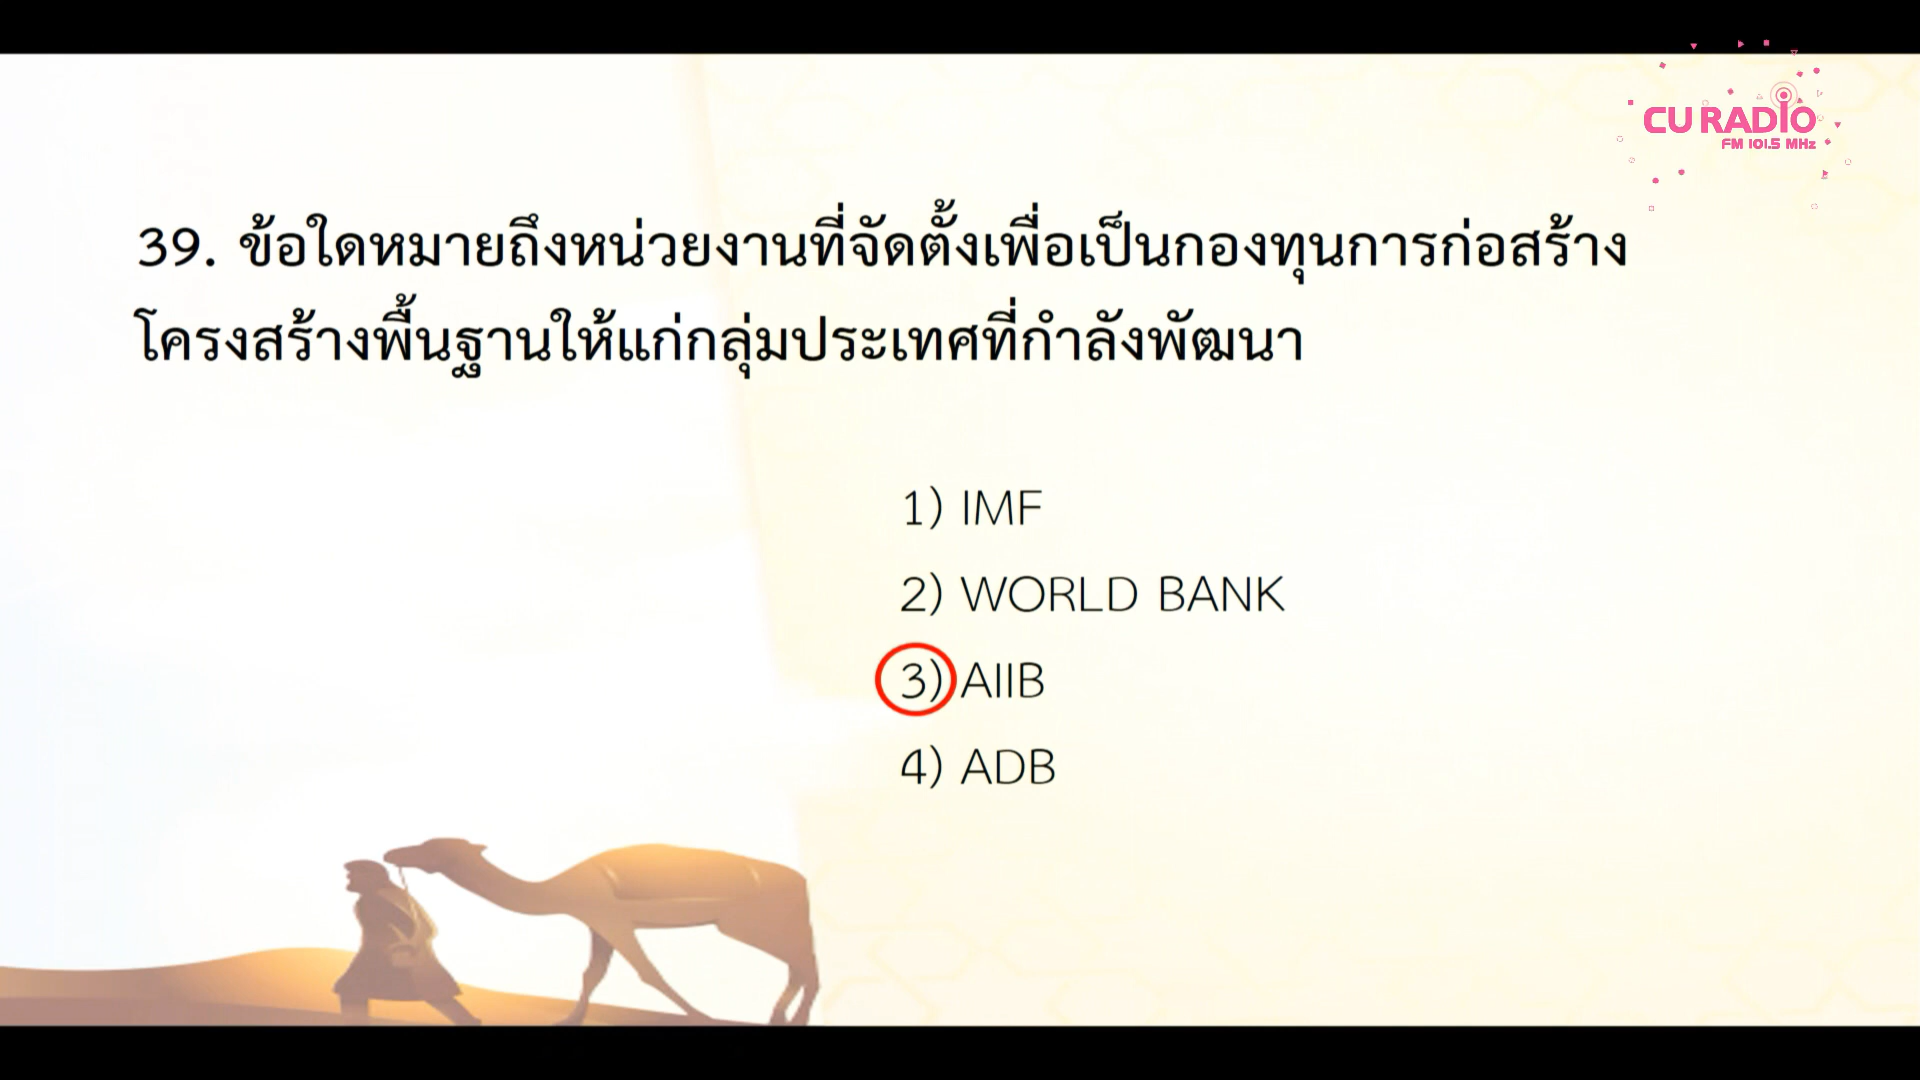 CU RADIO
FM 101.5 MHz
39. ข้อใดหมายถึงหน่วยงานที่จัดตั้งเพื่อเป็นกองทุนการก่อสร้าง
โครงสร้างพื้นฐานให้แก่กลุ่มประเทศที่กำลังพัฒนา
1) IMF
2) WORLD BANK
3) AIIB
4) ADB